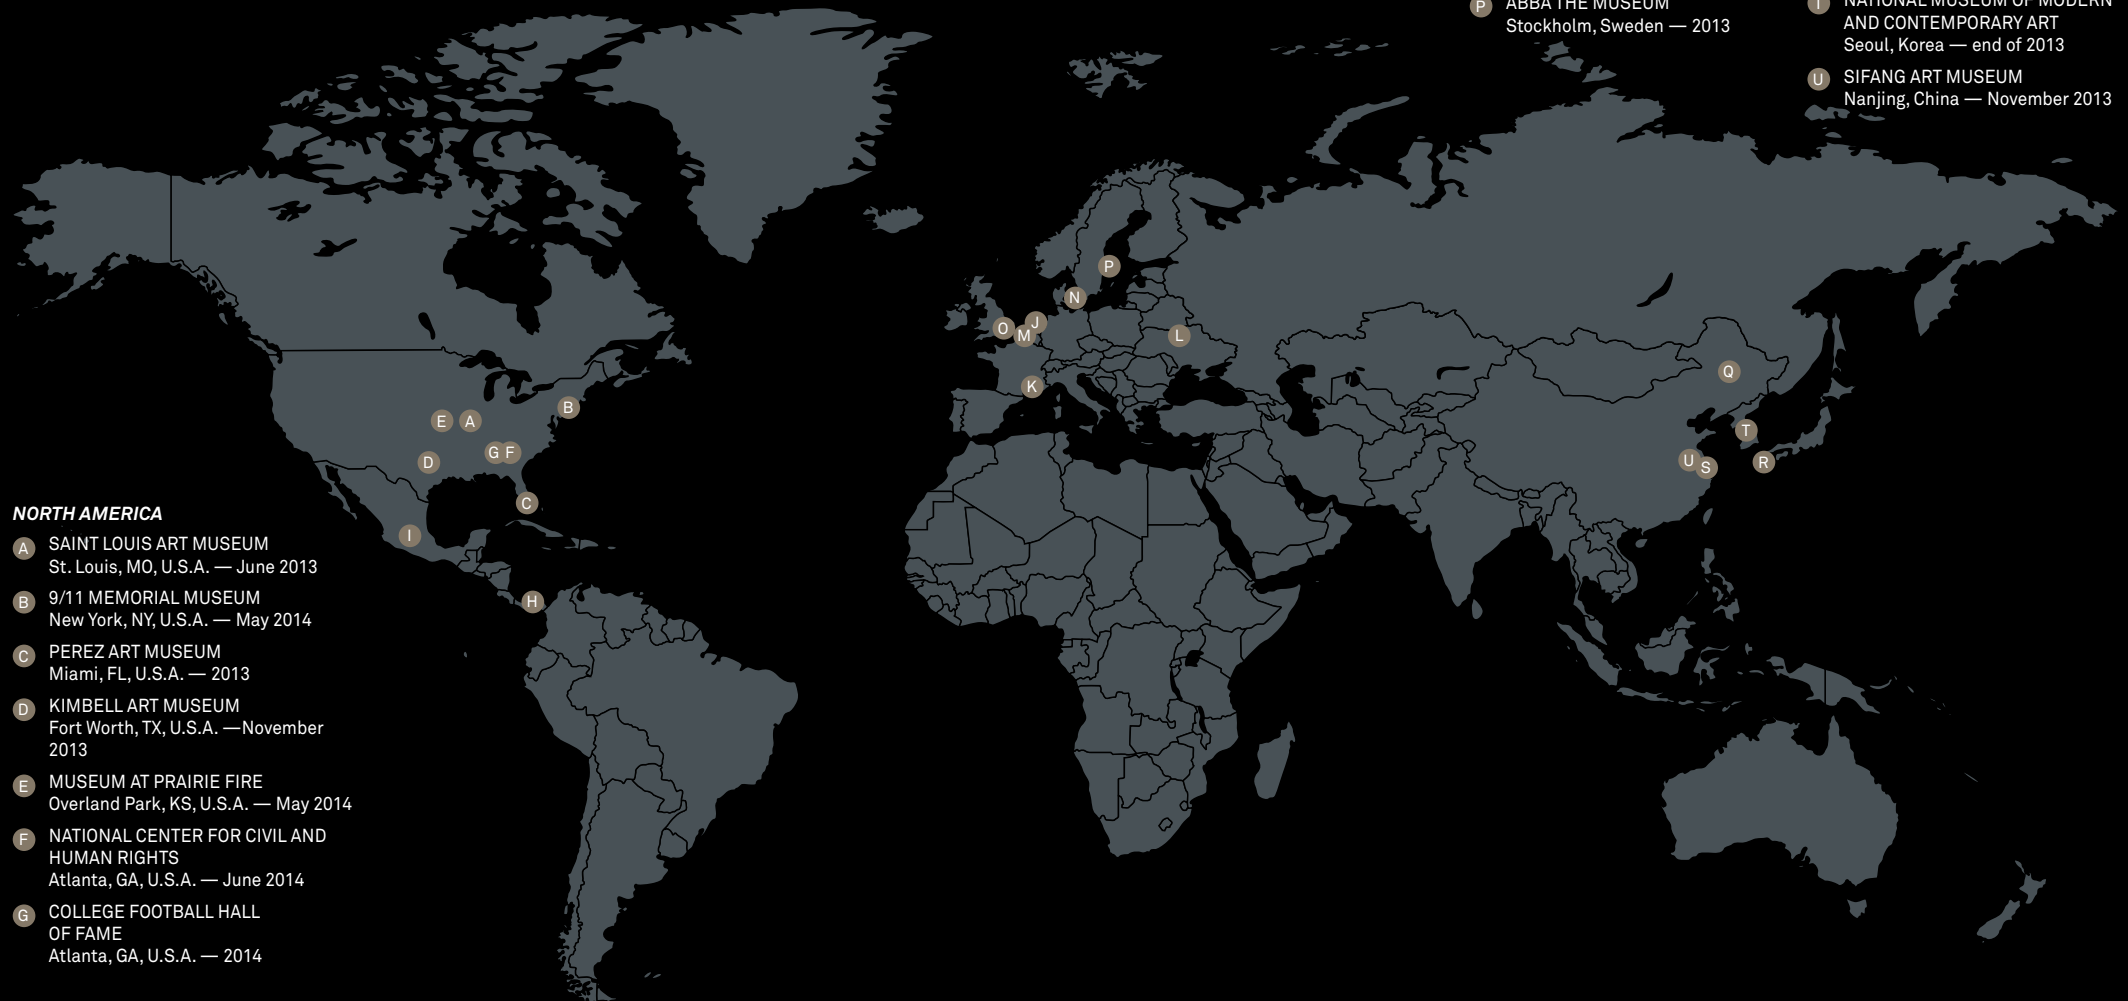 P ABBA THE MUSEUM
Stockholm, Sweden — 2013
T NATIONAL MUSEUM OF MODERN
AND CONTEMPORARY ART
Seoul, Korea — end of 2013
U SIFANG ART MUSEUM
Nanjing, China — November 2013
P
N
O
J
M
L
K
Q
E
A
B
G
F
D
T
U
S
R
C
I
H
NORTH AMERICA
A SAINT LOUIS ART MUSEUM
St. Louis, MO, U.S.A. — June 2013
B 9/11 MEMORIAL MUSEUM
New York, NY, U.S.A. — May 2014
C PEREZ ART MUSEUM
Miami, FL, U.S.A. — 2013
D KIMBELL ART MUSEUM
Fort Worth, TX, U.S.A. —November
2013
E MUSEUM AT PRAIRIE FIRE
Overland Park, KS, U.S.A. — May 2014
F NATIONAL CENTER FOR CIVIL AND
HUMAN RIGHTS
Atlanta, GA, U.S.A. — June 2014
G COLLEGE FOOTBALL HALL
OF FAME
Atlanta, GA, U.S.A. — 2014